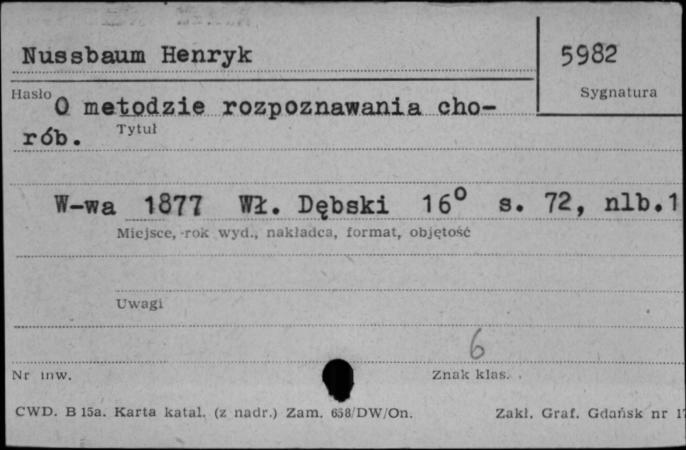 Nussbaum Henryk
5982
Hasło
Sygnatura
O metodzie rozpoznawania cho-
Tytuł
rób.
W-wa 1877 Wł. Dębski 16° s. 72, nlb.1
Miejsce, rok wyd., nakładca, format, objętość
Uwagi
6
Nr inw.
Znak klas.
CWD. B 15a. Karta katal. (z nadr.) Zam. 658/DW/On.
Zakł. Graf. Gdańsk nr 17